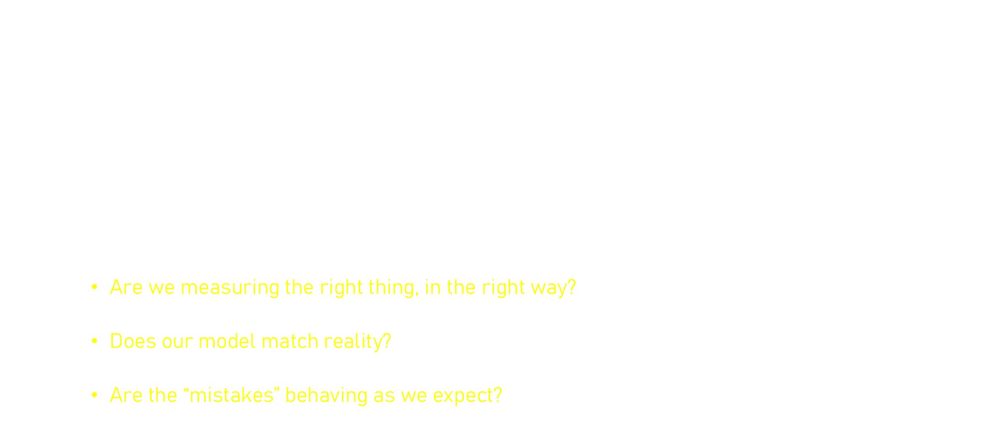 • Are we measuring the right thing, in the right way?
• Does our model match reality?
• Are the “mistakes” behaving as we expect?